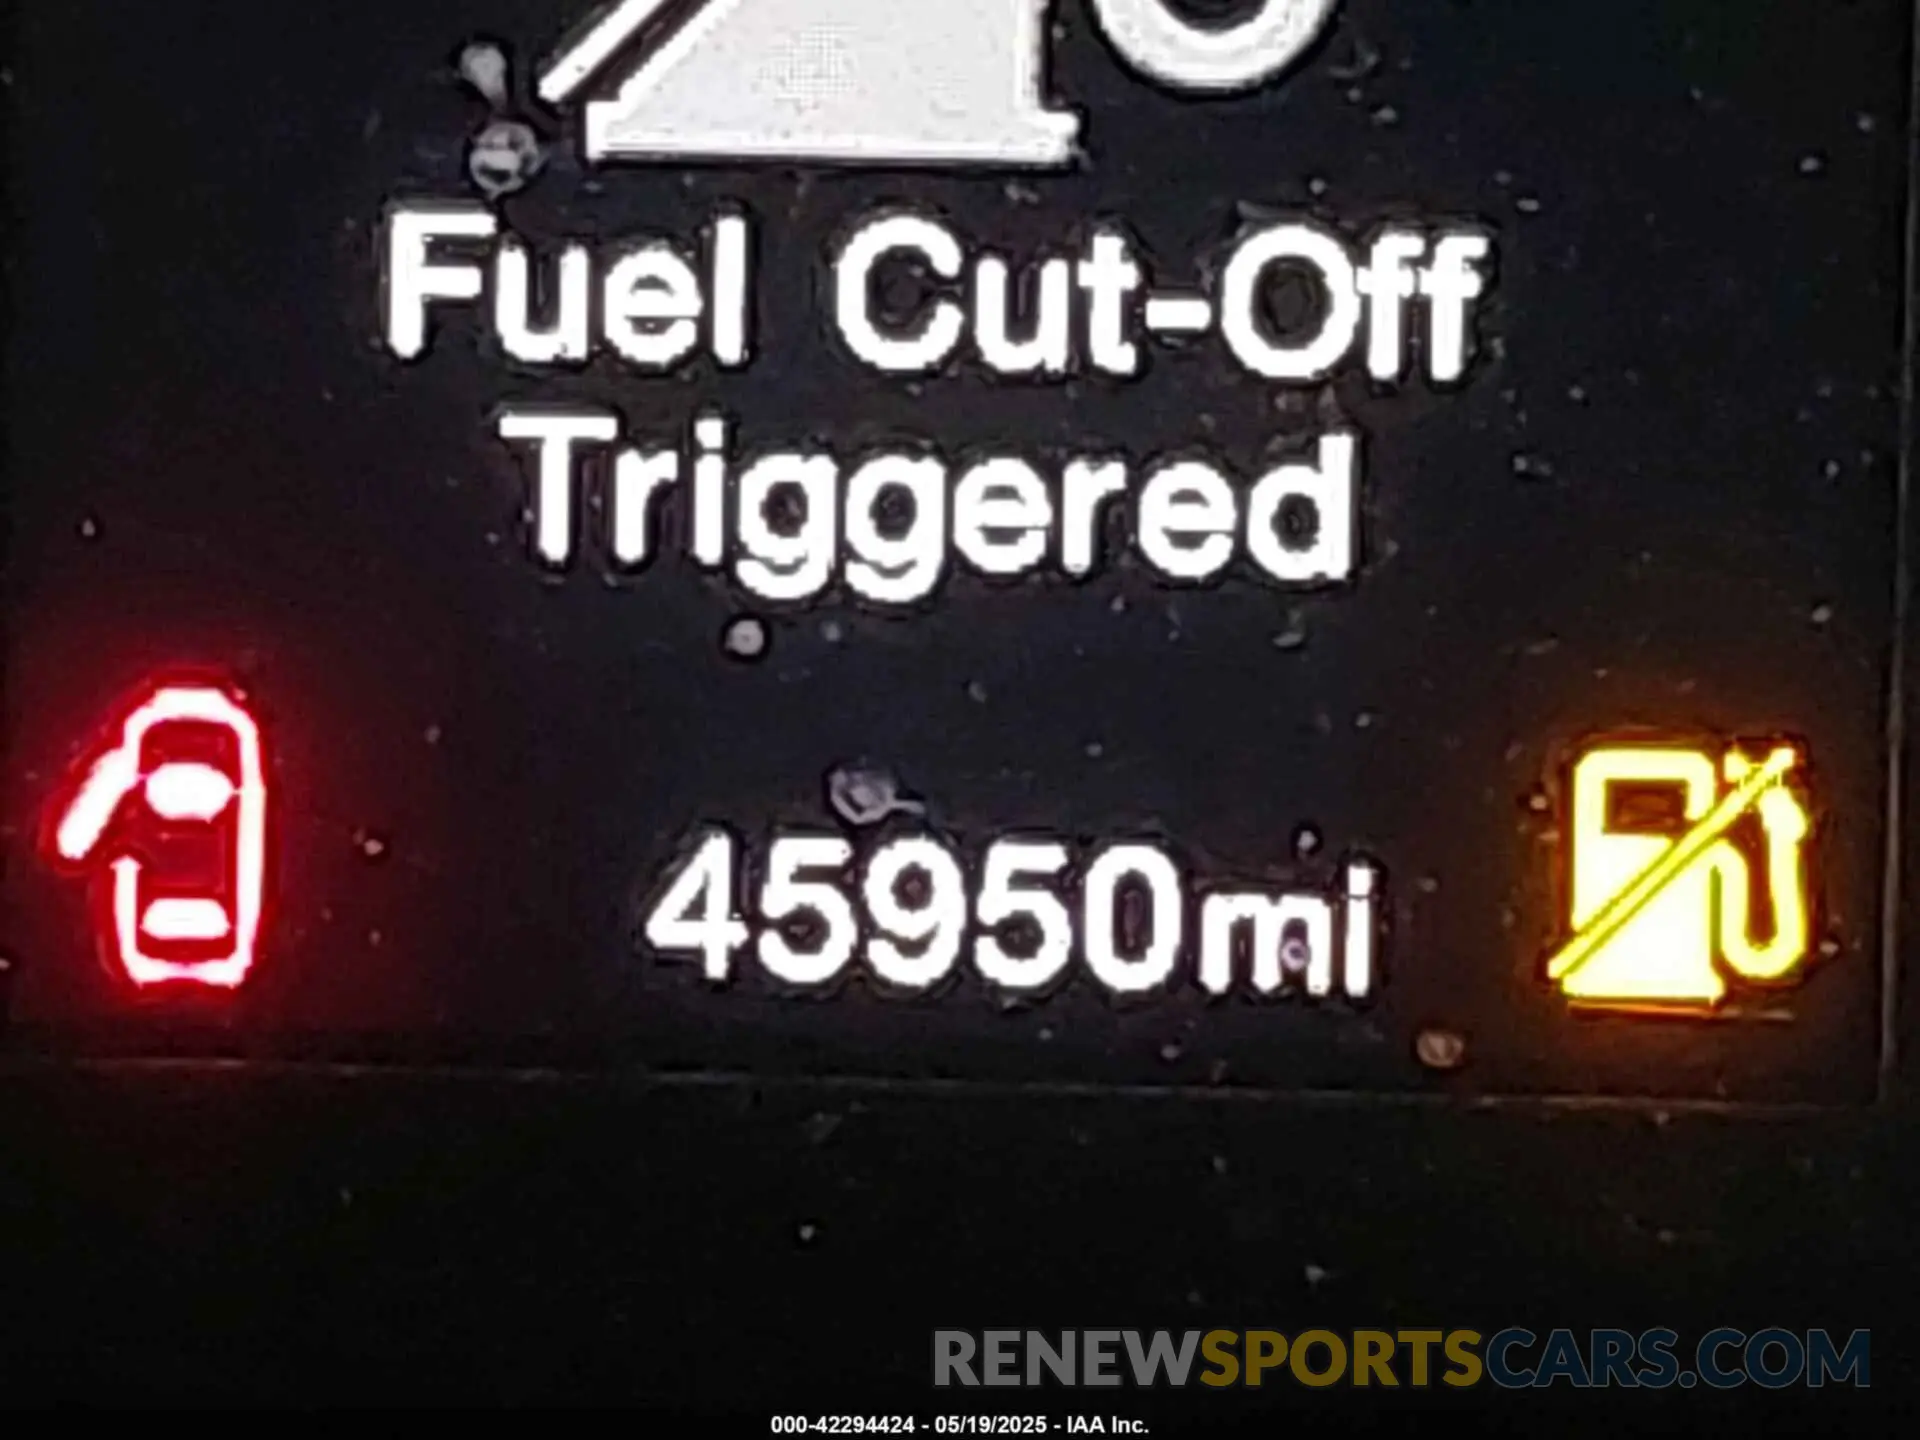 Fuel Cut-Off
Triggered
45950mi
RENEWSPORTSCARS.COM
000-42294424 - 05/19/2025 - IAA Inc.